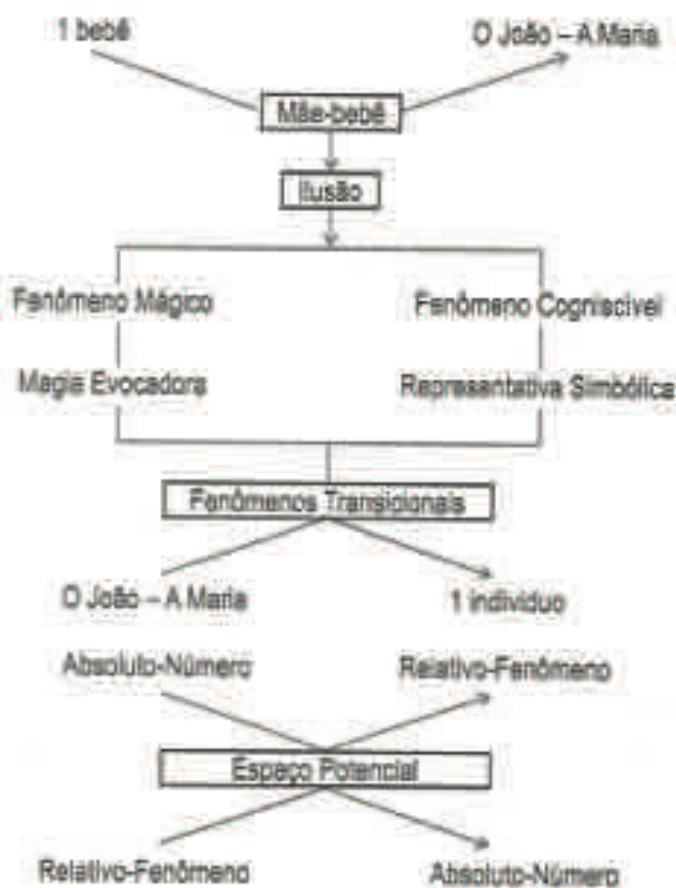 1 bebê
O João – A Maria
Mãe-bebê
Ilusão
Fenômeno Mágico
Fenômeno Cogniscível
Magia Evocadora
Representativa Simbólica
Fenômenos Transicionais
O João – A Maria
1 indivíduo
Absoluto-Número
Relativo-Fenômeno
Espaço Potencial
Relativo-Fenômeno
Absoluto-Número